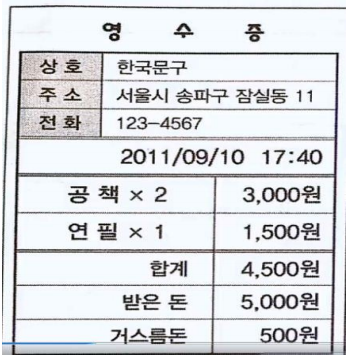 영 수 증
상 호 한국문구
주 소 서울시 송파구 잠실동 11
전 화 123-4567
2011/09/10 17:40
공 책 × 2 3,000원
연 필 × 1 1,500원
합계 4,500원
받은 돈 5,000원
거스름돈 500원